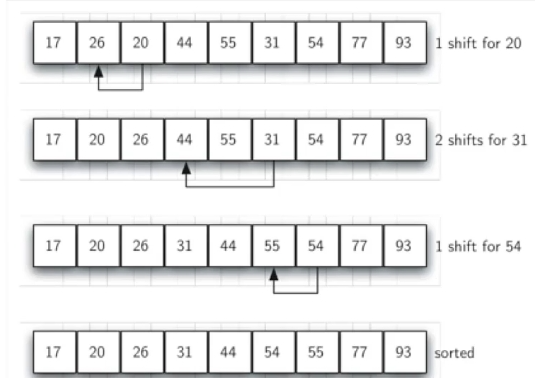 17 26 20 44 55 31 54 77 93 1 shift for 20
17 20 26 44 55 31 54 77 93 2 shifts for 31
17 20 26 31 44 55 54 77 93 1 shift for 54
17 20 26 31 44 54 55 77 93 sorted